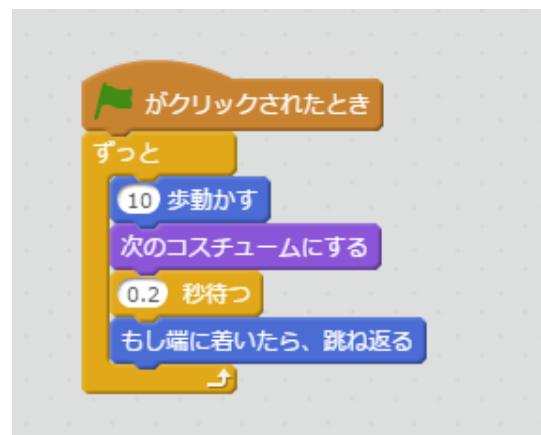 がクリックされたとき
ずっと
10 歩動かす
次のコスチュームにする
0.2 秒待つ
もし端に着いたら、跳ね返る